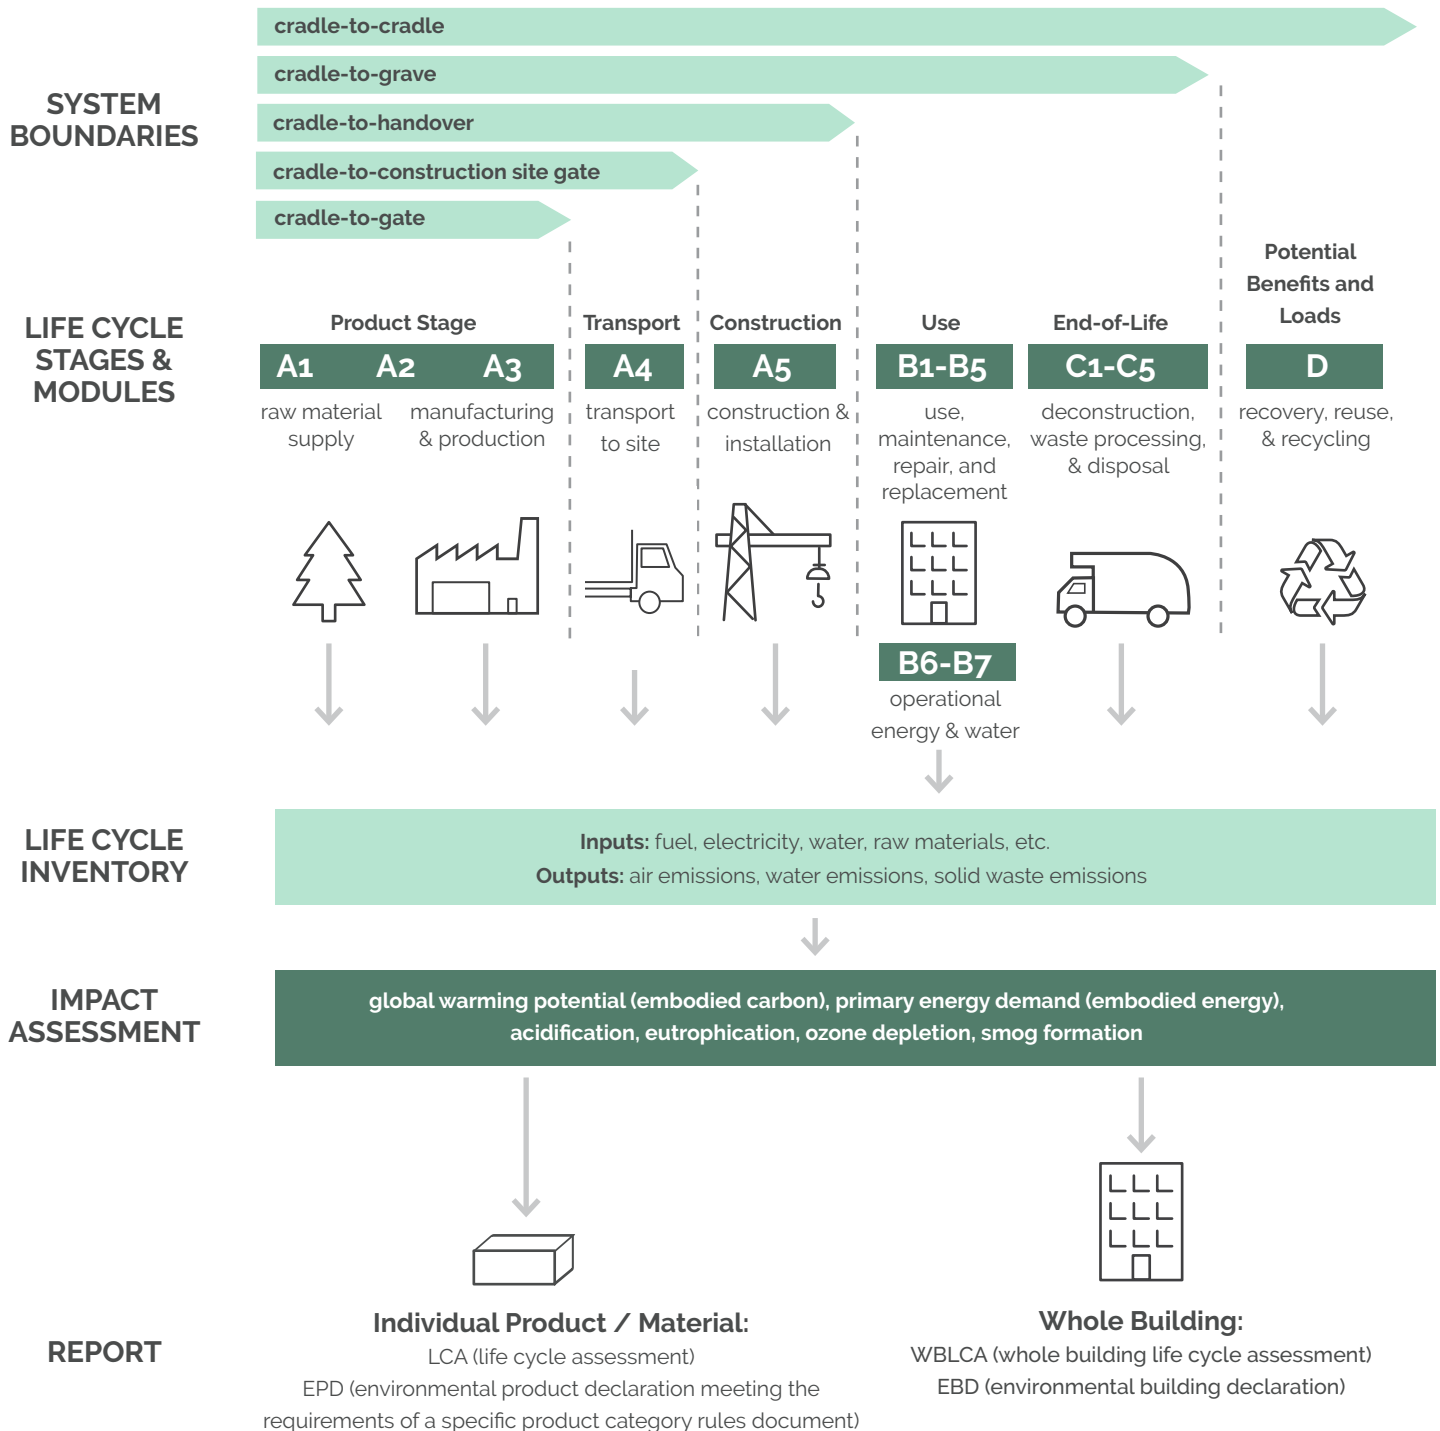 cradle-to-cradle
cradle-to-grave
cradle-to-handover
cradle-to-construction site gate
cradle-to-gate
SYSTEM
BOUNDARIES
LIFE CYCLE
STAGES &
MODULES
Product Stage
A1 A2 A3
raw material
supply
manufacturing
& production
Transport
A4
transport
to site
Construction
A5
construction &
installation
Use
B1-B5
use,
maintenance,
repair, and
replacement
B6-B7
operational
energy & water
End-of-Life
C1-C5
deconstruction,
waste processing,
& disposal
Potential
Benefits and
Loads
D
recovery, reuse,
& recycling
LIFE CYCLE
INVENTORY
Inputs: fuel, electricity, water, raw materials, etc.
Outputs: air emissions, water emissions, solid waste emissions
IMPACT
ASSESSMENT
global warming potential (embodied carbon), primary energy demand (embodied energy),
acidification, eutrophication, ozone depletion, smog formation
REPORT
Individual Product / Material:
LCA (life cycle assessment)
EPD (environmental product declaration meeting the
requirements of a specific product category rules document)
Whole Building:
WBLCA (whole building life cycle assessment)
EBD (environmental building declaration)